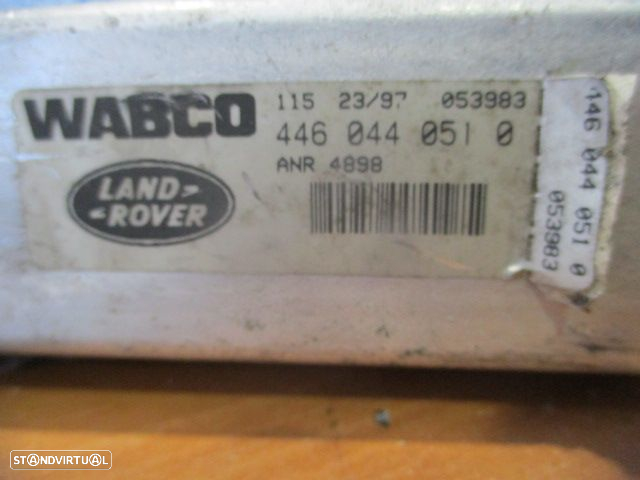 WABCO
115 23/97 053983
446 044 051 0
ANR 4898
LAND-
-ROVER
446 044 051 0
053983
STANDVIRTUAL